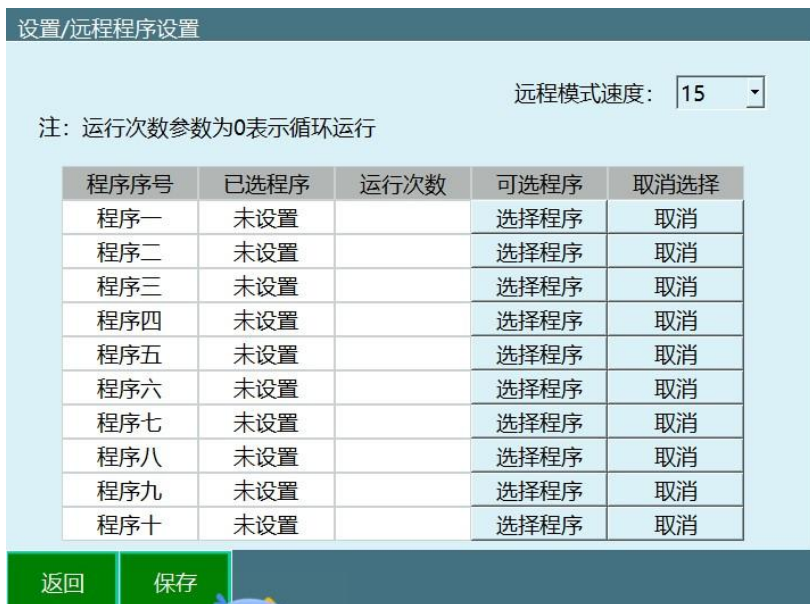 设置/远程程序设置
远程模式速度： 15
注：运行次数参数为0表示循环运行
程序序号 已选程序 运行次数 可选程序 取消选择
程序一 未设置 选择程序 取消
程序二 未设置 选择程序 取消
程序三 未设置 选择程序 取消
程序四 未设置 选择程序 取消
程序五 未设置 选择程序 取消
程序六 未设置 选择程序 取消
程序七 未设置 选择程序 取消
程序八 未设置 选择程序 取消
程序九 未设置 选择程序 取消
程序十 未设置 选择程序 取消
返回 保存